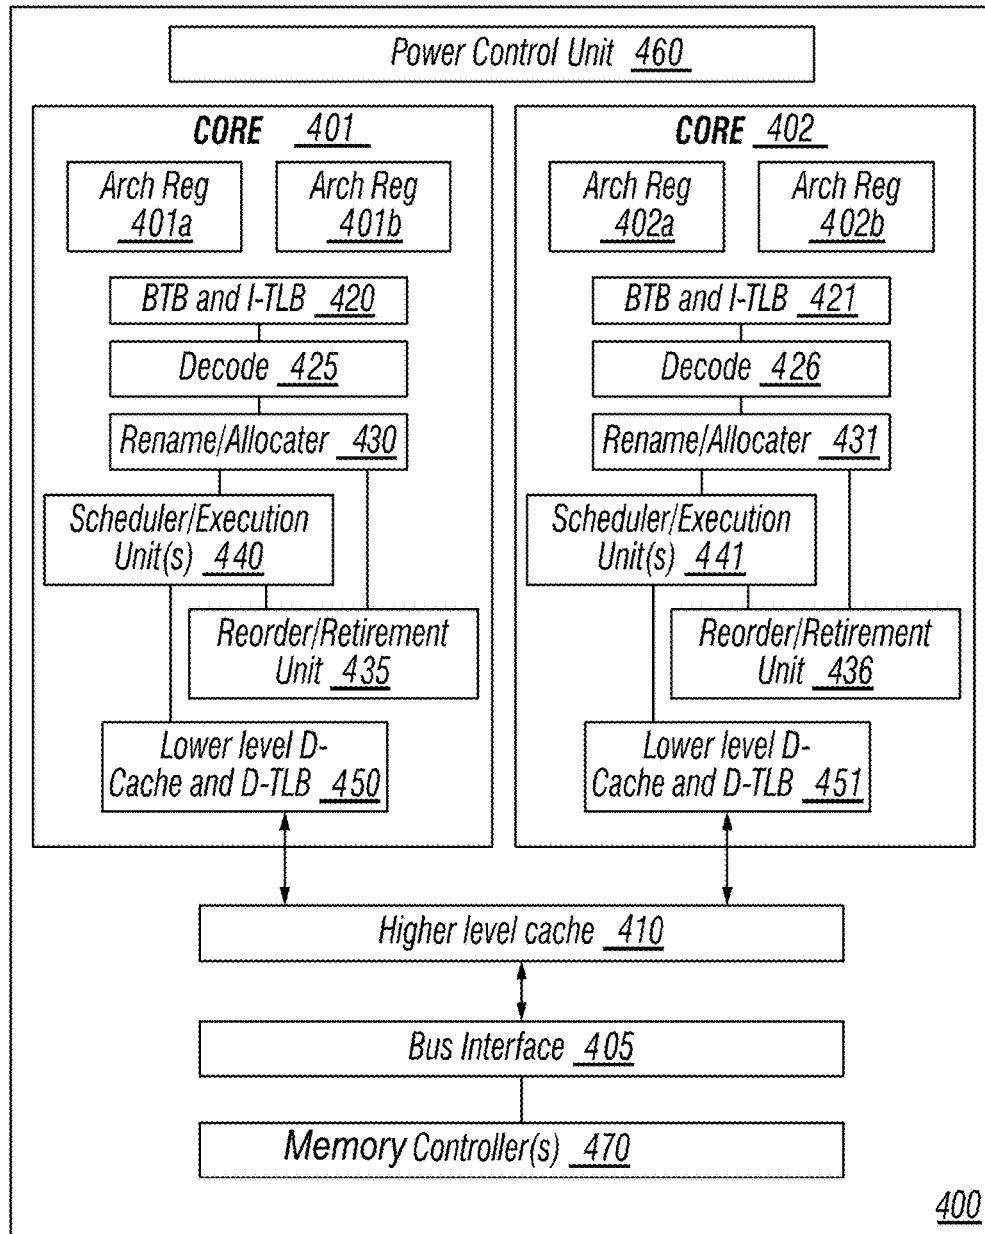 Power Control Unit 460
CORE 401
Arch Reg
401a
Arch Reg
401b
BTB and I-TLB 420
Decode 425
Rename/Allocater 430
Scheduler/Execution
Unit(s) 440
Reorder/Retirement
Unit 435
Lower level D-
Cache and D-TLB 450
CORE 402
Arch Reg
402a
Arch Reg
402b
BTB and I-TLB 421
Decode 426
Rename/Allocater 431
Scheduler/Execution
Unit(s) 441
Reorder/Retirement
Unit 436
Lower level D-
Cache and D-TLB 451
Higher level cache 410
Bus Interface 405
Memory Controller(s) 470
400